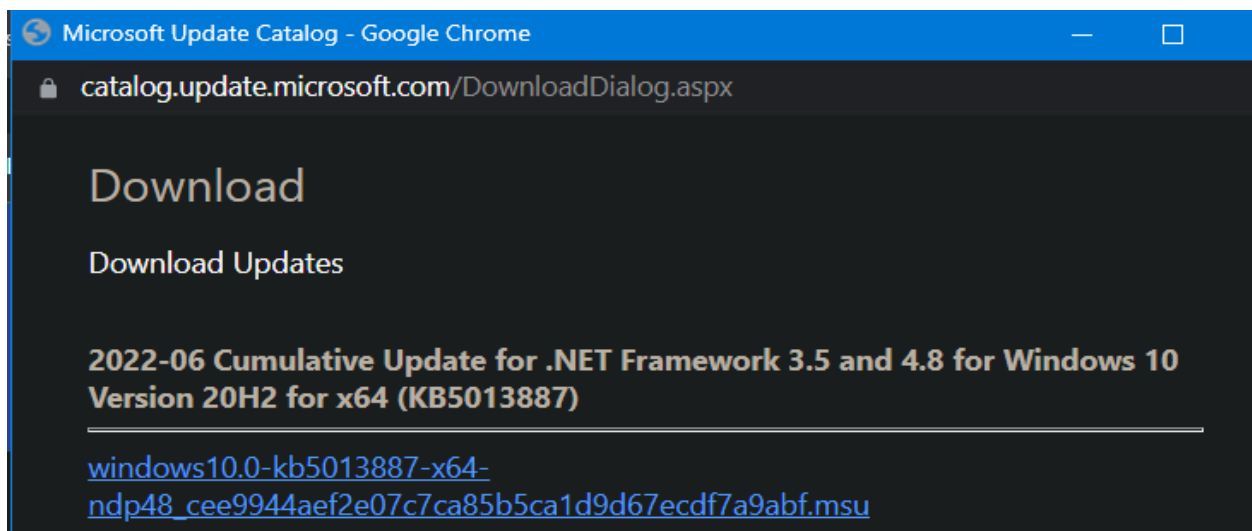 Microsoft Update Catalog - Google Chrome
catalog.update.microsoft.com/DownloadDialog.aspx
Download
Download Updates
2022-06 Cumulative Update for .NET Framework 3.5 and 4.8 for Windows 10
Version 20H2 for x64 (KB5013887)
windows10.0-kb5013887-x64-
ndp48_cee9944aef2e07c7ca85b5ca1d9d67ecdf7a9abf.msu